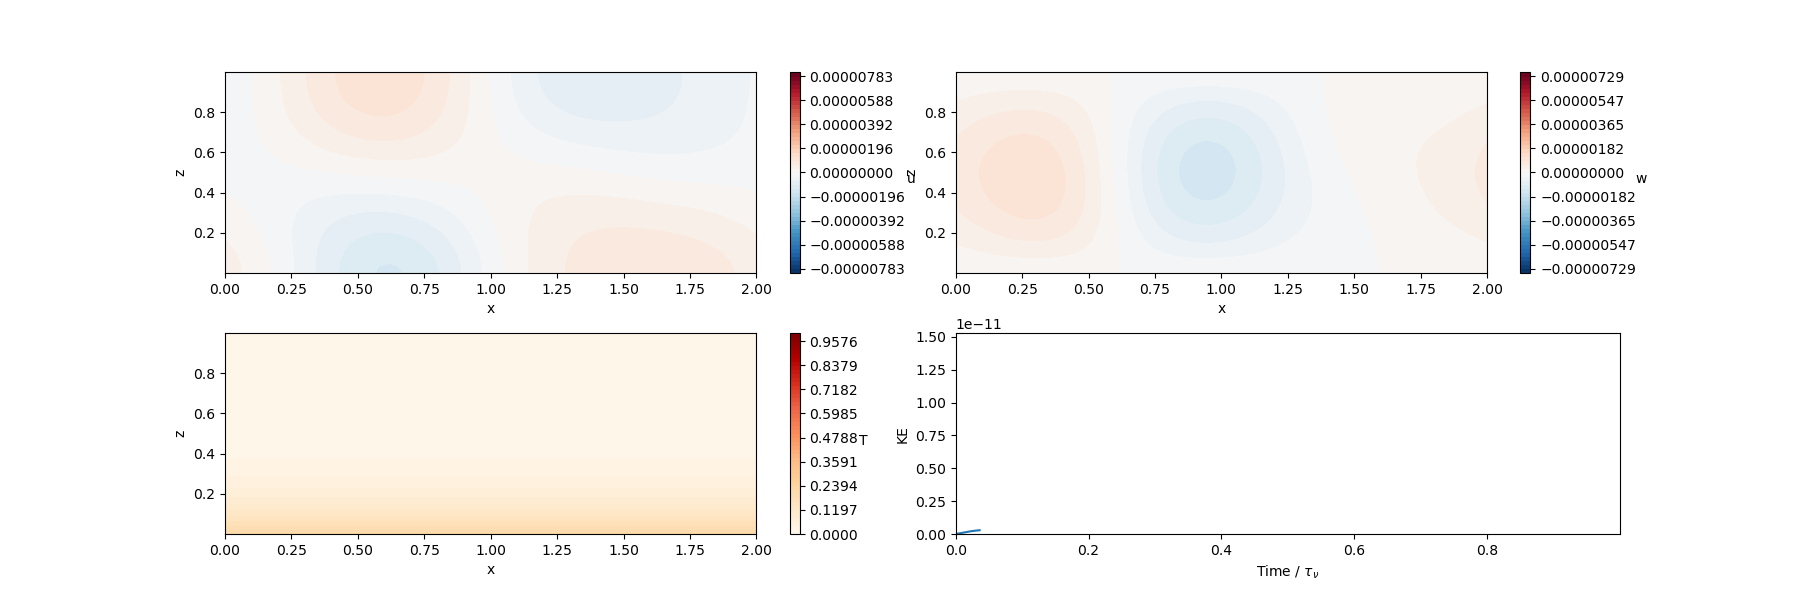 z
0.8
0.6
0.4
0.2
0.00 0.25 0.50 0.75 1.00 1.25 1.50 1.75 2.00
x
0.00000783
0.00000588
0.00000392
0.00000196
0.00000000
−0.00000196
−0.00000392
−0.00000588
−0.00000783
u
z
0.8
0.6
0.4
0.2
0.00 0.25 0.50 0.75 1.00 1.25 1.50 1.75 2.00
x
0.00000729
0.00000547
0.00000365
0.00000182
0.00000000
−0.00000182
−0.00000365
−0.00000547
−0.00000729
w
z
0.8
0.6
0.4
0.2
0.00 0.25 0.50 0.75 1.00 1.25 1.50 1.75 2.00
x
0.9576
0.8379
0.7182
0.5985
0.4788
0.3591
0.2394
0.1197
0.0000
T
1e−11
KE
1.50
1.25
1.00
0.75
0.50
0.25
0.00
0.0 0.2 0.4 0.6 0.8
Time / τν